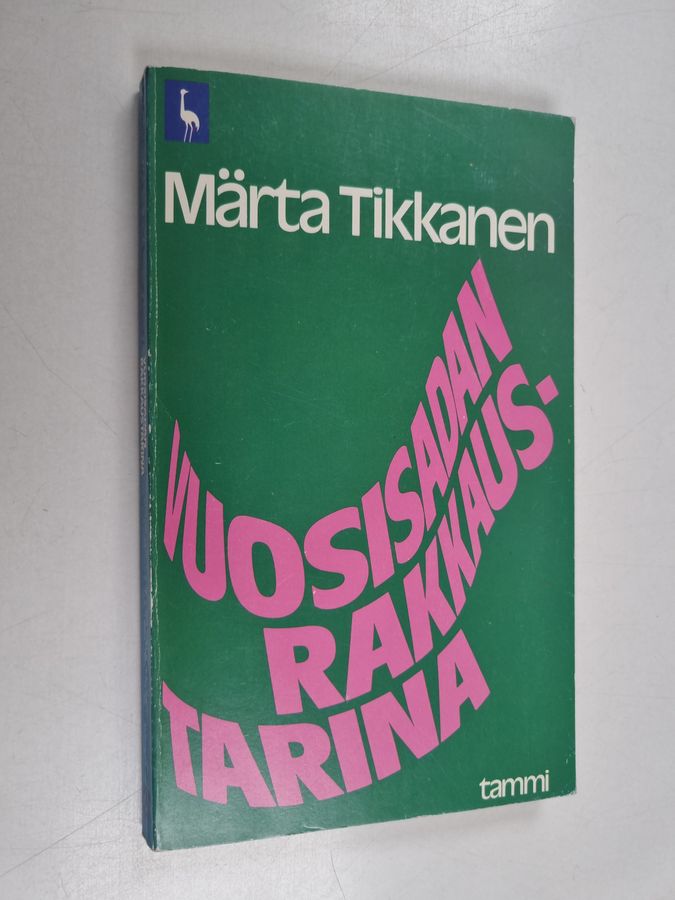 Märta Tikkanen
VUOSISADAN
RAKKAUS-
TARINA
tammi